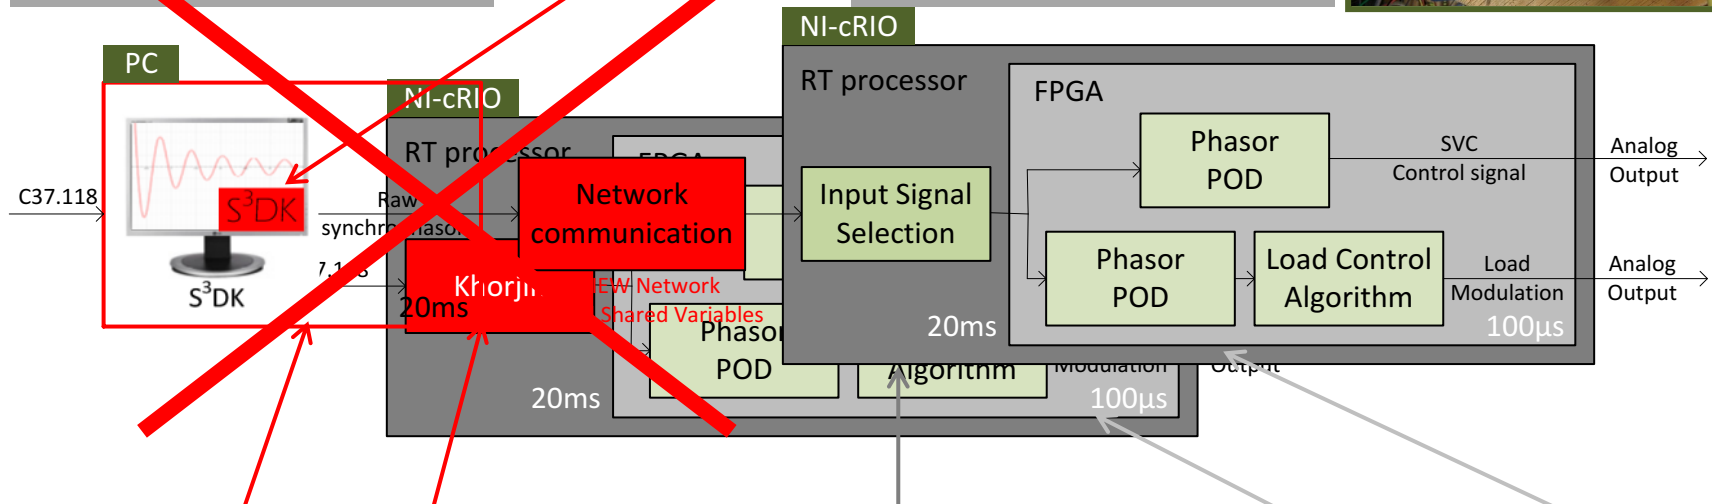 NI-cRIO
PC
RT processor
FPGA
NI-cRIO
RT processor
Phasor
POD
SVC
Control signal
Analog
Output
C37.118
S³DK
Raw
Network
communication
Input Signal
Selection
S³DK
20ms
Network
Shared Variables
Phasor
POD
Load Control
Algorithm
Load
Modulation
Analog
Output
20ms
100µs
Phasor
POD
Algorithm
Modulation
Output
20ms
100µs